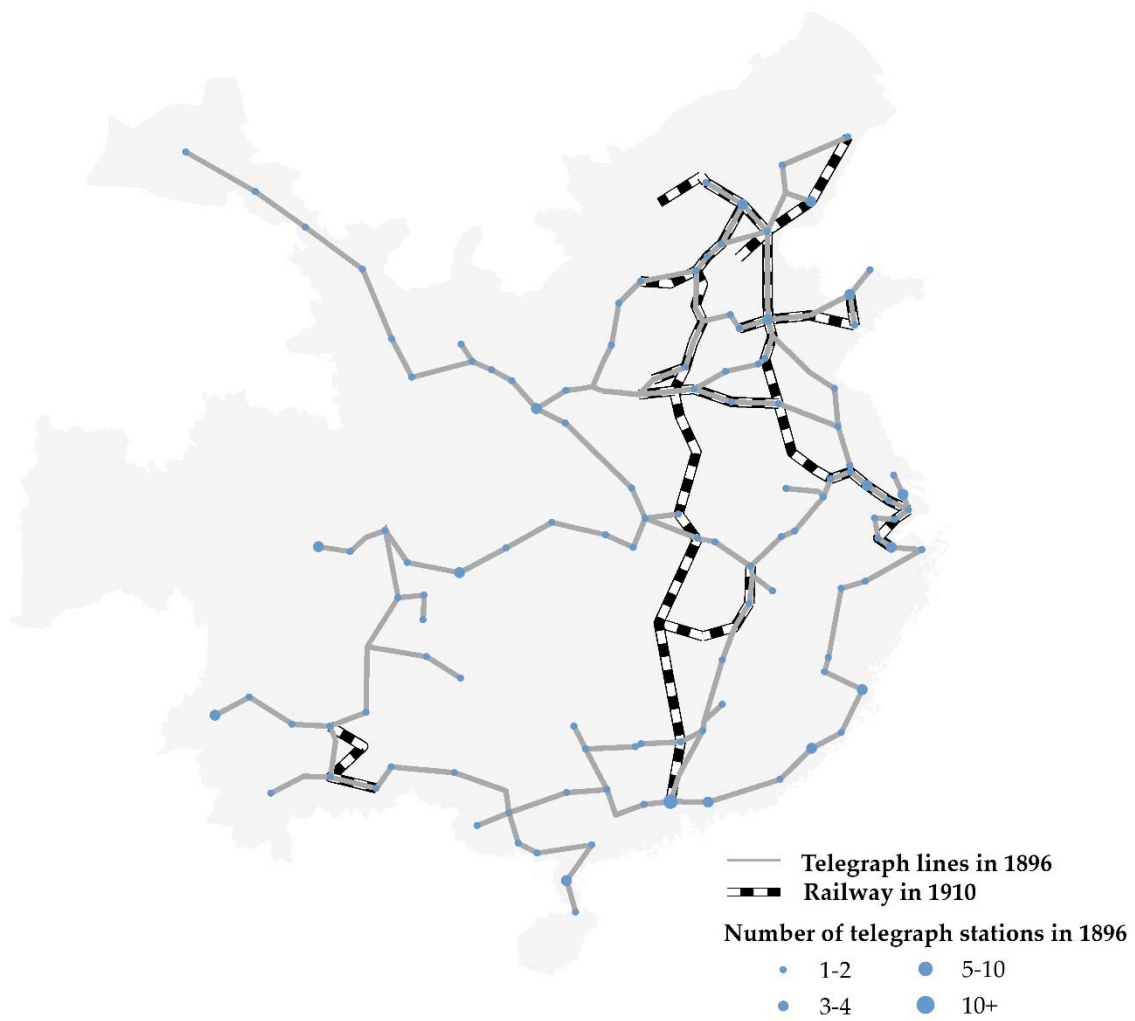 Telegraph lines in 1896
Railway in 1910
Number of telegraph stations in 1896
1-2
5-10
3-4
10+